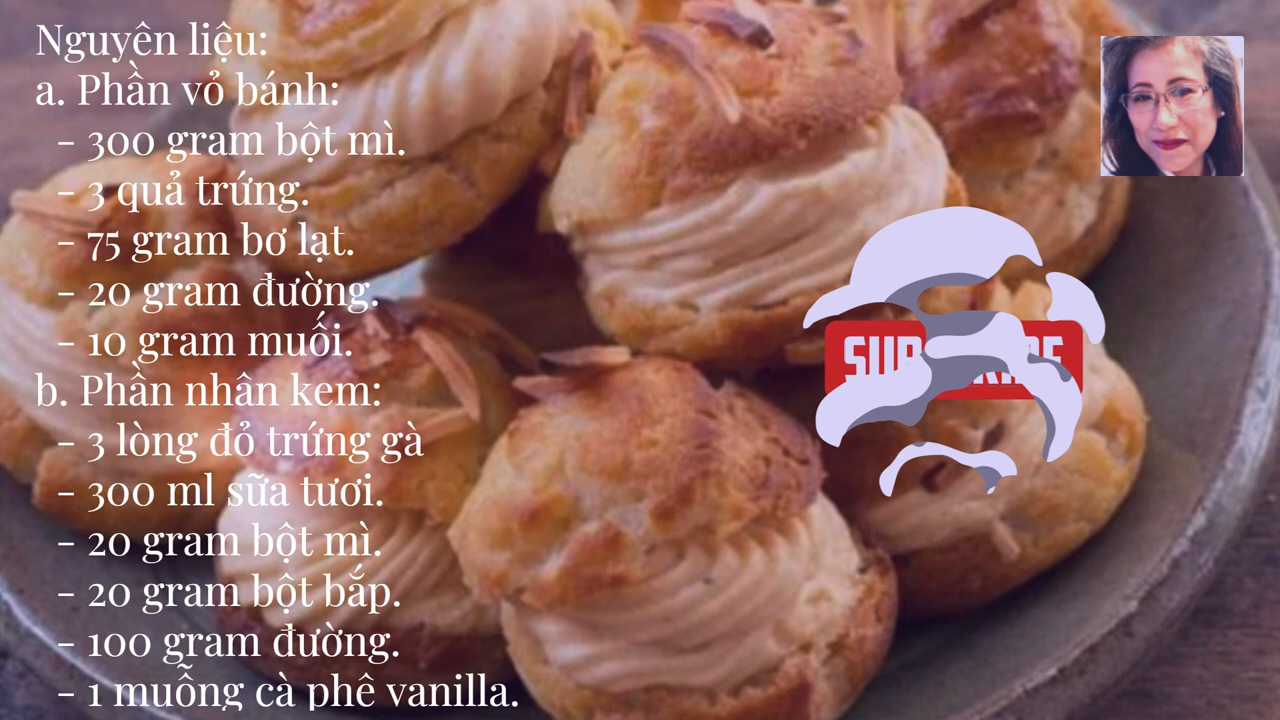 Nguyên liệu:
a. Phần vỏ bánh:
- 300 gram bột mì.
- 3 quả trứng.
- 75 gram bơ lạt.
- 20 gram đường.
- 10 gram muối.
b. Phần nhân kem:
- 3 lòng đỏ trứng gà
- 300 ml sữa tươi.
- 20 gram bột mì.
- 20 gram bột bắp.
- 100 gram đường.
- 1 muỗng cà phê vanilla.